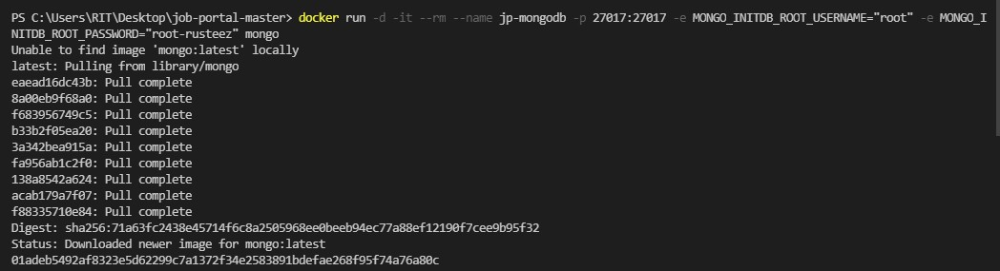 PS C:\Users\RIT\Desktop\job-portal-master> docker run -d -it --rm --name jp-mongodb -p 27017:27017 -e MONGO_INITDB_ROOT_USERNAME="root" -e MONGO_I
NITDB_ROOT_PASSWORD="root-rusteez" mongo
Unable to find image 'mongo:latest' locally
latest: Pulling from library/mongo
eaead16dc43b: Pull complete
8a00eb9f68a0: Pull complete
f683956749c5: Pull complete
b33b2f05ea20: Pull complete
3a342bea915a: Pull complete
fa956ab1c2f0: Pull complete
138a8542a624: Pull complete
acab179a7f07: Pull complete
f88335710e84: Pull complete
Digest: sha256:71a63fc2438e45714f6c8a2505968ee0beeb94ec77a88ef12190f7cee9b95f32
Status: Downloaded newer image for mongo:latest
01adeb5492af8323e5d62299c7a1372f34e2583891bdefae268f95f74a76a80c